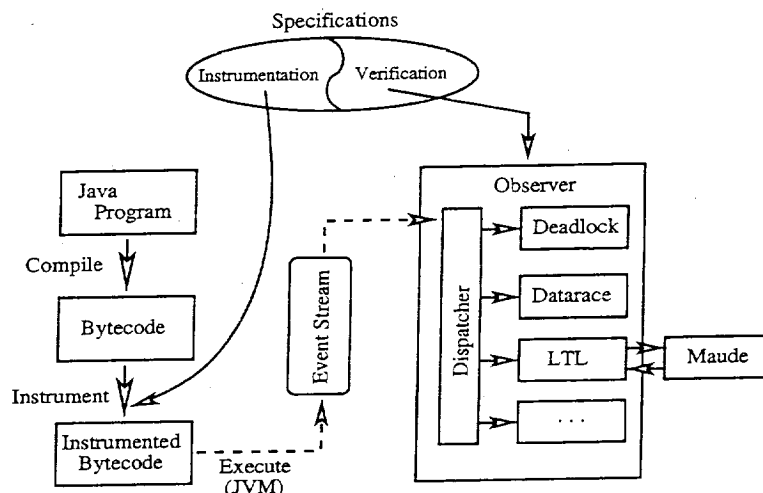 Specifications
Instrumentation
Verification
Java
Program
Compile
Bytecode
Instrument
Instrumented
Bytecode
Execute
(JVM)
Event Stream
Observer
Dispatcher
Deadlock
Datarace
LTL
. . .
Maude